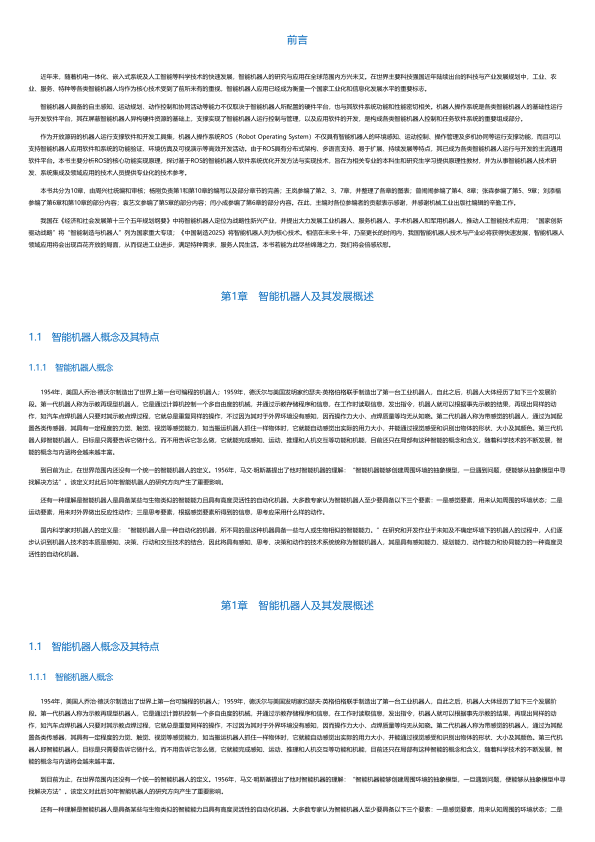 前言
近年来，随着机电一体化、嵌入式系统及人工智能等科学技术的快速发展，智能机器人的研究与应用在全球范围内方兴未艾。在世界主要科技强国近年陆续出台的科技与产业发展规划中，工业、农
业、服务、特种等各类智能机器人均作为核心技术受到了前所未有的重视。智能机器人应用已经成为衡量一个国家工业化和信息化发展水平的重要标志。
智能机器人具备的自主感知、运动规划、动作控制和协同活动等能力不仅取决于智能机器人所配置的硬件平台，也与其软件系统功能和性能密切相关。机器人操作系统是各类智能机器人的基础性运行
与开发软件平台，其在屏蔽智能机器人异构硬件资源的基础上，支撑实现了智能机器人运行控制与管理，以及应用软件的开发，是构成各类智能机器人控制和任务软件系统的重要组成部分。
作为开放源码的机器人运行支撑软件和开发工具集，机器人操作系统ROS（Robot Operating System）不仅具有智能机器人的环境感知、运动控制、操作管理及多机协同等运行支撑功能，而且可以
支持智能机器人应用软件和系统的功能验证、环境仿真及可视演示等高效开发活动。由于ROS具有分布式架构、多语言支持、易于扩展、持续发展等特点，其已成为各类智能机器人运行与开发的主流通用
软件平台。本书主要分析ROS的核心功能实现原理，探讨基于ROS的智能机器人软件系统优化开发方法与实现技术，旨在为相关专业的本科生和研究生学习提供原理性教材，并为从事智能机器人技术研
发、系统集成及领域应用的技术人员提供专业化的技术参考。
本书共分为10章，由周兴社统编和审核；杨刚负责第1和第10章的编写以及部分章节的完善；王岚参编了第2、3、7章，并整理了各章的图表；曾闻闻参编了第4、8章；张犇参编了第5、9章；刘添福
参编了第6章和第10章的部分内容；袁艺文参编了第5章的部分内容；闫小成参编了第6章的部分内容。在此，主编对各位参编者的贡献表示感谢，并感谢机械工业出版社编辑的辛勤工作。
我国在《经济和社会发展第十三个五年规划纲要》中将智能机器人定位为战略性新兴产业，并提出大力发展工业机器人、服务机器人、手术机器人和军用机器人，推动人工智能技术应用；“国家创新
驱动战略”将“智能制造与机器人”列为国家重大专项；《中国制造2025》将智能机器人列为核心技术。相信在未来十年，乃至更长的时间内，我国智能机器人技术与产业必将获得快速发展，智能机器人
领域应用将会出现百花齐放的局面，从而促进工业进步，满足特种需求，服务人民生活。本书若能为此尽些绵薄之力，我们将会倍感欣慰。
第1章 智能机器人及其发展概述
1.1 智能机器人概念及其特点
1.1.1 智能机器人概念
1954年，美国人乔治·德沃尔制造出了世界上第一台可编程的机器人；1959年，德沃尔与美国发明家约瑟夫·英格伯格联手制造出了第一台工业机器人，自此之后，机器人大体经历了如下三个发展阶
段。第一代机器人称为示教再现型机器人，它是通过计算机控制一个多自由度的机械，并通过示教存储程序和信息，在工作时读取信息，发出指令，机器人就可以根据事先示教的结果，再现出同样的动
作，如汽车点焊机器人只要对其示教点焊过程，它就总是重复同样的操作，不过因为其对于外界环境没有感知，因而操作力大小、点焊质量等均无从知晓。第二代机器人称为带感觉的机器人，通过为其配
置各类传感器，其具有一定程度的力觉、触觉、视觉等感觉能力，如当搬运机器人抓住一样物体时，它就能自动感觉出实际用的力大小，并能通过视觉感受和识别出物体的形状、大小及其颜色。第三代机
器人即智能机器人，目标是只需要告诉它做什么，而不用告诉它怎么做，它就能完成感知、运动、推理和人机交互等功能和机能，目前还只在局部有这种智能的概念和含义，随着科学技术的不断发展，智
能的概念与内涵将会越来越丰富。
到目前为止，在世界范围内还没有一个统一的智能机器人的定义。1956年，马文·明斯基提出了他对智能机器的理解：“智能机器能够创建周围环境的抽象模型，一旦遇到问题，便能够从抽象模型中寻
找解决方法”。该定义对此后30年智能机器人的研究方向产生了重要影响。
还有一种理解是智能机器人是具备某些与生物类似的智能能力且具有高度灵活性的自动化机器。大多数专家认为智能机器人至少要具备以下三个要素：一是感觉要素，用来认知周围的环境状态；二是
运动要素，用来对外界做出反应性动作；三是思考要素，根据感觉要素所得到的信息，思考应采用什么样的动作。
国内科学家对机器人的定义是：“智能机器人是一种自动化的机器，所不同的是这种机器具备一些与人或生物相似的智能能力。”在研究和开发作业于未知及不确定环境下的机器人的过程中，人们逐
步认识到机器人技术的本质是感知、决策、行动和交互技术的结合，因此将具有感知、思考、决策和动作的技术系统统称为智能机器人，其是具有感知能力，规划能力，动作能力和协同能力的一种高度灵
活性的自动化机器。
第1章 智能机器人及其发展概述
1.1 智能机器人概念及其特点
1.1.1 智能机器人概念
1954年，美国人乔治·德沃尔制造出了世界上第一台可编程的机器人；1959年，德沃尔与美国发明家约瑟夫·英格伯格联手制造出了第一台工业机器人，自此之后，机器人大体经历了如下三个发展阶
段。第一代机器人称为示教再现型机器人，它是通过计算机控制一个多自由度的机械，并通过示教存储程序和信息，在工作时读取信息，发出指令，机器人就可以根据事先示教的结果，再现出同样的动
作，如汽车点焊机器人只要对其示教点焊过程，它就总是重复同样的操作，不过因为其对于外界环境没有感知，因而操作力大小、点焊质量等均无从知晓。第二代机器人称为带感觉的机器人，通过为其配
置各类传感器，其具有一定程度的力觉、触觉、视觉等感觉能力，如当搬运机器人抓住一样物体时，它就能自动感觉出实际用的力大小，并能通过视觉感受和识别出物体的形状、大小及其颜色。第三代机
器人即智能机器人，目标是只需要告诉它做什么，而不用告诉它怎么做，它就能完成感知、运动、推理和人机交互等功能和机能，目前还只在局部有这种智能的概念和含义，随着科学技术的不断发展，智
能的概念与内涵将会越来越丰富。
到目前为止，在世界范围内还没有一个统一的智能机器人的定义。1956年，马文·明斯基提出了他对智能机器的理解：“智能机器能够创建周围环境的抽象模型，一旦遇到问题，便能够从抽象模型中寻
找解决方法”。该定义对此后30年智能机器人的研究方向产生了重要影响。
还有一种理解是智能机器人是具备某些与生物类似的智能能力且具有高度灵活性的自动化机器。大多数专家认为智能机器人至少要具备以下三个要素：一是感觉要素，用来认知周围的环境状态；二是